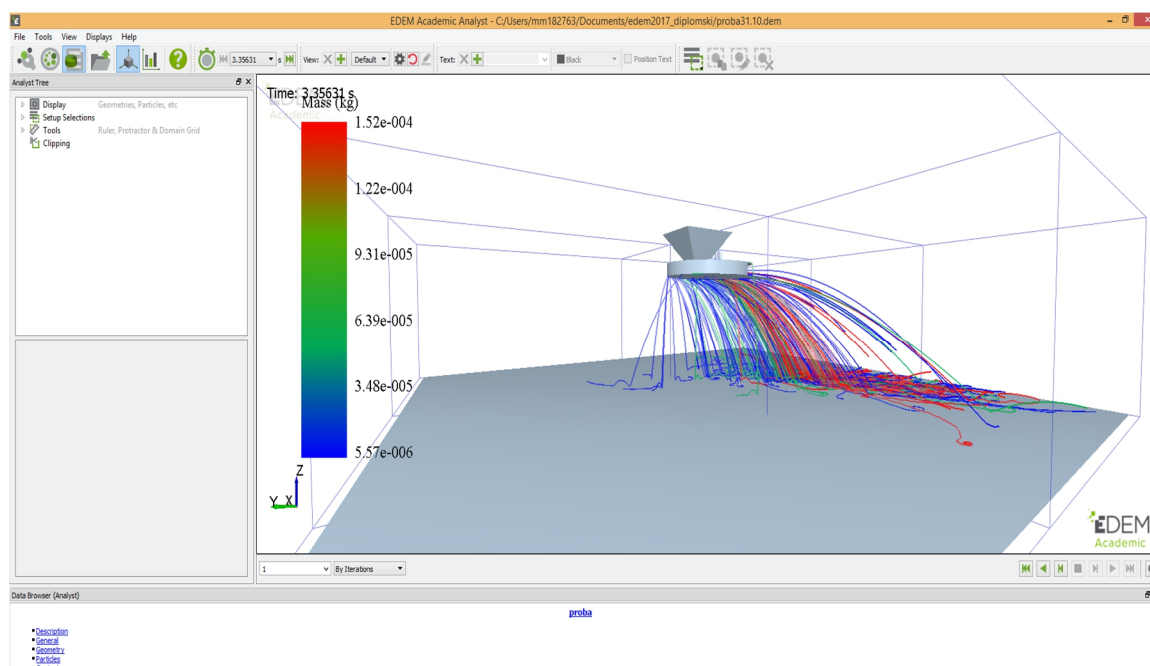 EDEM Academic Analyst - C:/Users/mm182763/Documents/edem2017_diplomski/proba31.10.dem
File Tools View Displays Help
3.35631 s View: Default Text: Black Position Text
Analyst Tree
Display Geometries, Particles, etc
Setup Selections
Tools Ruler, Protractor & Domain Grid
Clipping
Time: 3.35631 s
Mass (kg)
Academic
1.52e-004
1.22e-004
9.31e-005
6.39e-005
3.48e-005
5.57e-006
Z
Y X
EDEM
Academic
1 By Iterations
Data Browser (Analyst)
proba
Description
General
Geometry
Particles